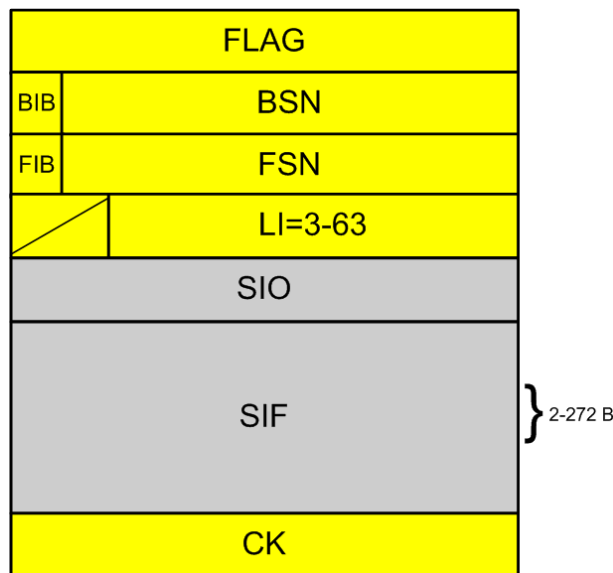 FLAG
BIB BSN
FIB FSN
LI=3-63
SIO
SIF
2-272 B
CK